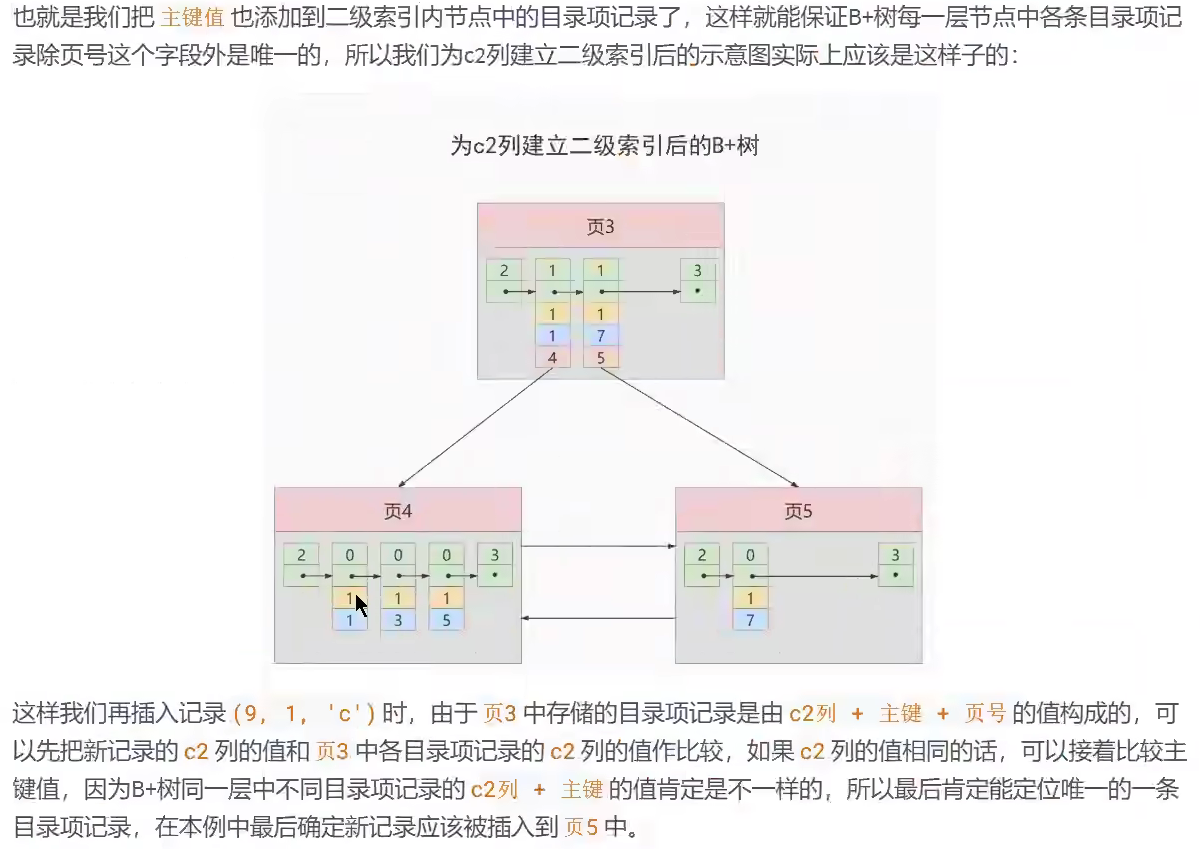 也就是我们把 主键值 也添加到二级索引内节点中的目录项记录了，这样就能保证B+树每一层节点中各条目录项记
录除页号这个字段外是唯一的，所以我们为c2列建立二级索引后的示意图实际上应该是这样子的：
为c2列建立二级索引后的B+树
页3
2 1 1 3
1 1
1 7
4 5
页4 页5
2 0 0 0 3 2 0 3
1 1 1 1
1 3 5 7
这样我们再插入记录 (9, 1, 'c') 时，由于 页3 中存储的目录项记录是由 c2列 + 主键 + 页号 的值构成的，可
以先把新记录的 c2 列的值和 页3 中各目录项记录的 c2 列的值作比较，如果 c2 列的值相同的话，可以接着比较主
键值，因为B+树同一层中不同目录项记录的 c2列 + 主键 的值肯定是不一样的，所以最后肯定能定位唯一的一条
目录项记录，在本例中最后确定新记录应该被插入到 页5 中。